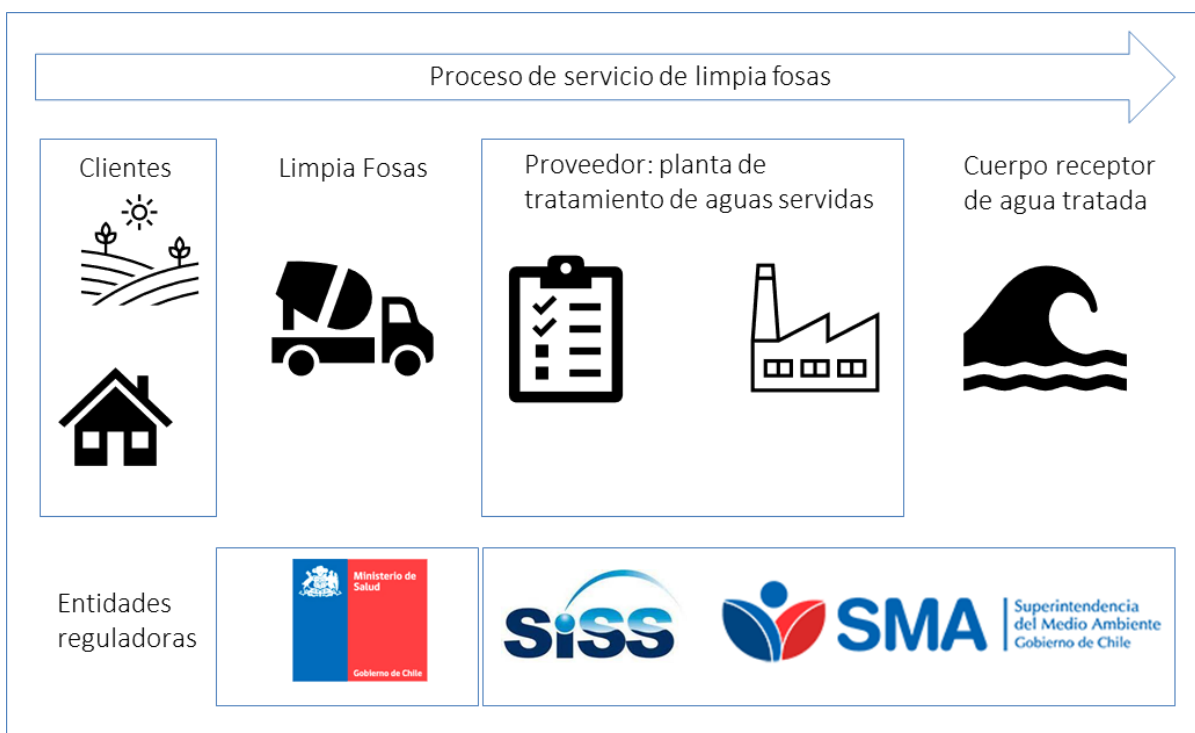 Proceso de servicio de limpia fosas
Clientes
Limpia Fosas
Proveedor: planta de
tratamiento de aguas servidas
Cuerpo receptor
de agua tratada
Entidades
reguladoras
Ministerio de
Salud
Gobierno de Chile
SiSS
SMA
Superintendencia
del Medio Ambiente
Gobierno de Chile